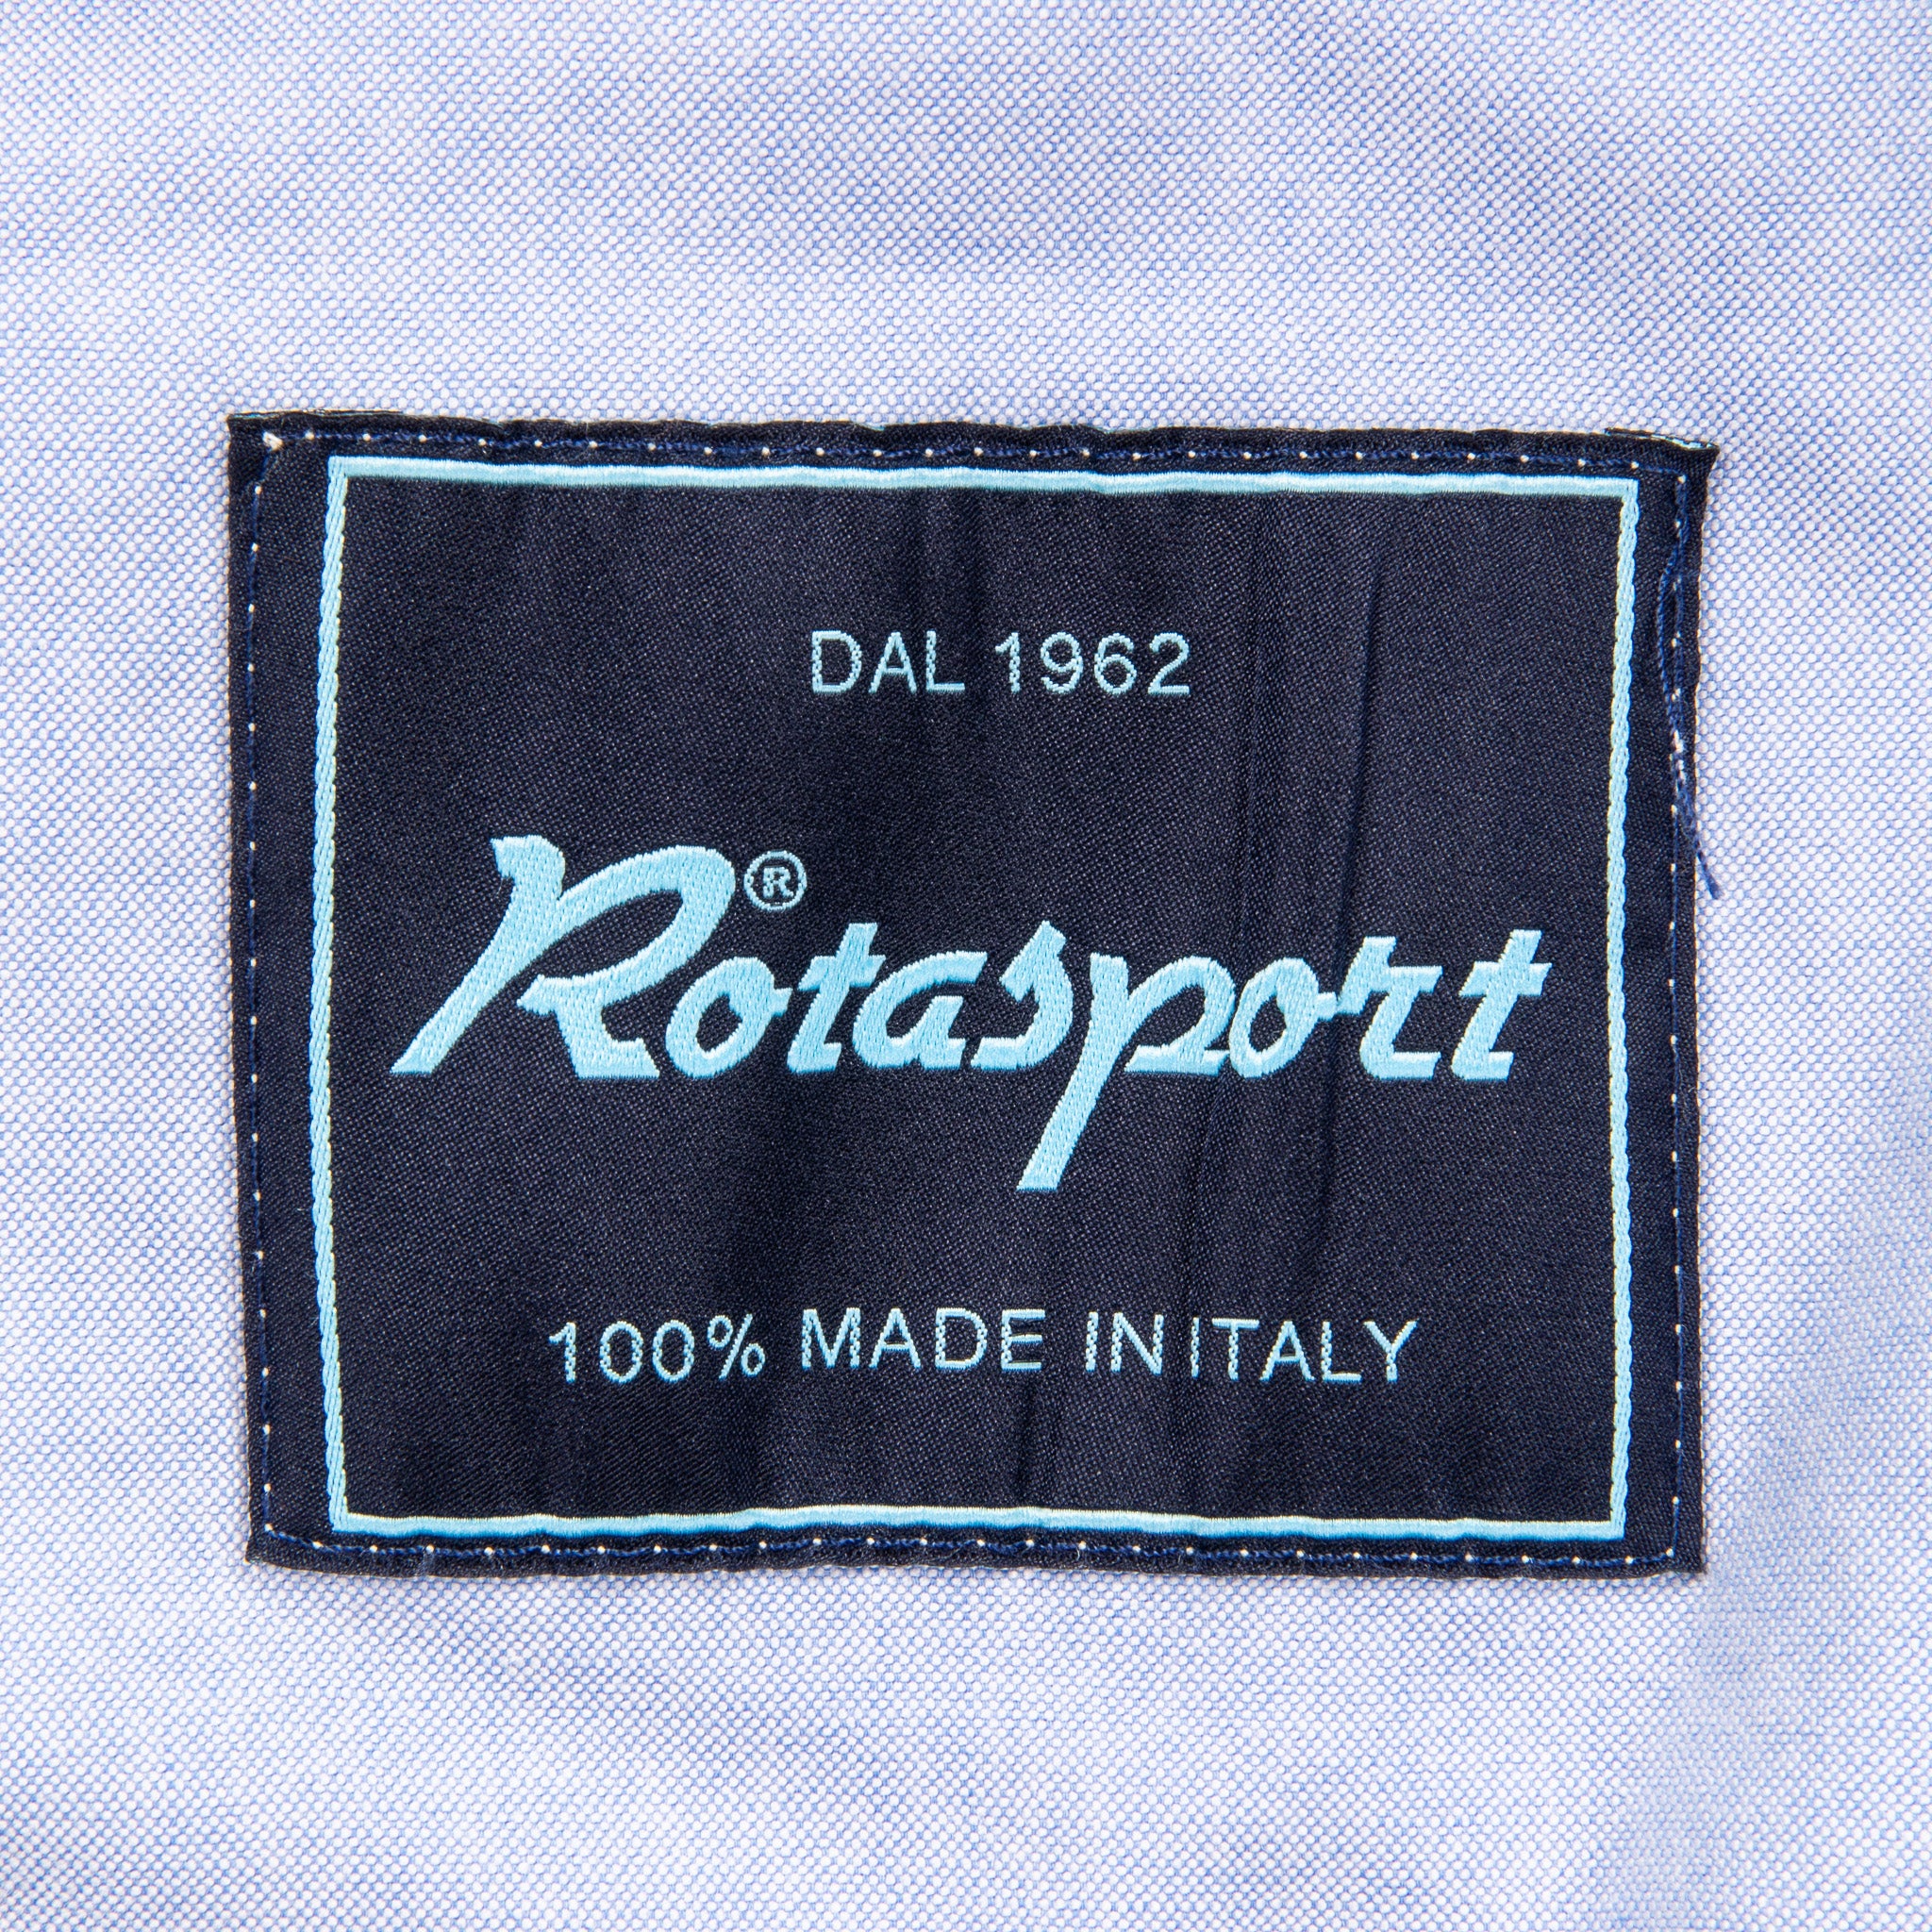 DAL 1962
Rotasport®
100% MADE IN ITALY